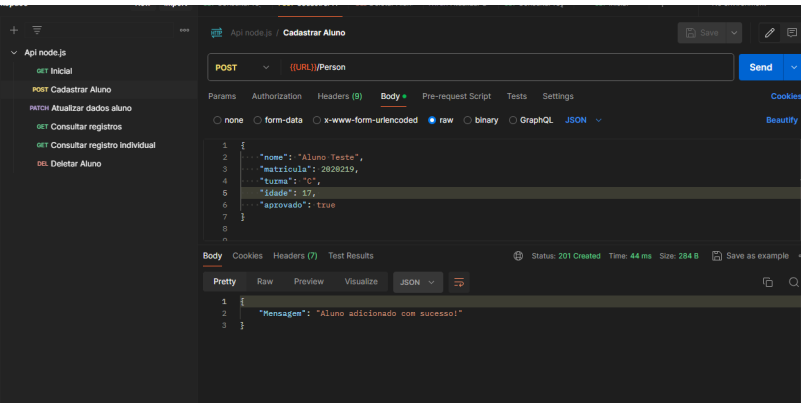 Api node.js / Cadastrar Aluno
Save
Api node.js
GET Inicial
POST Cadastrar Aluno
PATCH Atualizar dados aluno
GET Consultar registros
GET Consultar registro individual
DEL Deletar Aluno
POST {{URL}}/Person Send
Params Authorization Headers (9) Body Pre-request Script Tests Settings Cookies
none form-data x-www-form-urlencoded raw binary GraphQL JSON Beautify
1 {
2 "nome": "Aluno Teste",
3 "matricula": 2020219,
4 "turma": "C",
5 "idade": 17,
6 "aprovado": true
7 }
8
Body Cookies Headers (7) Test Results Status: 201 Created Time: 44 ms Size: 284 B Save as example
Pretty Raw Preview Visualize JSON
1 {
2 "Mensagem": "Aluno adicionado com sucesso!"
3 }